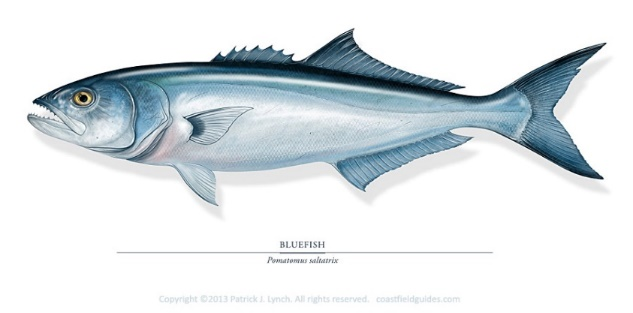 BLUEFISH
Pomatomus saltatrix
Copyright ©2013 Patrick J. Lynch. All rights reserved. coastfieldguides.com